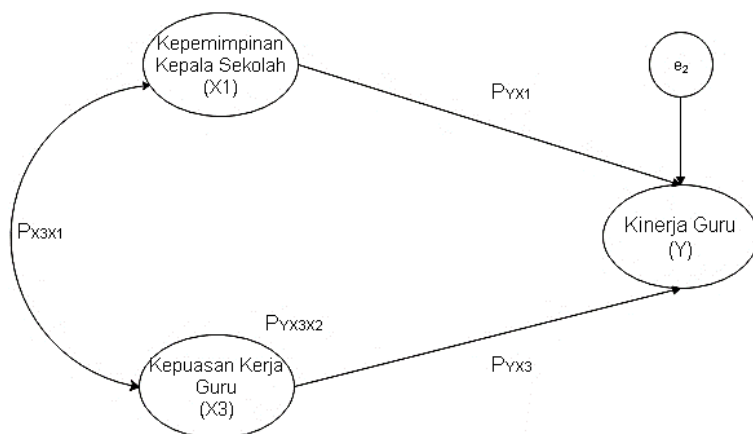 Kepemimpinan
Kepala Sekolah
(X1)
e2
PYX1
Kinerja Guru
(Y)
PX3X1
PYX3X2
Kepuasan Kerja
Guru
(X3)
PYX3